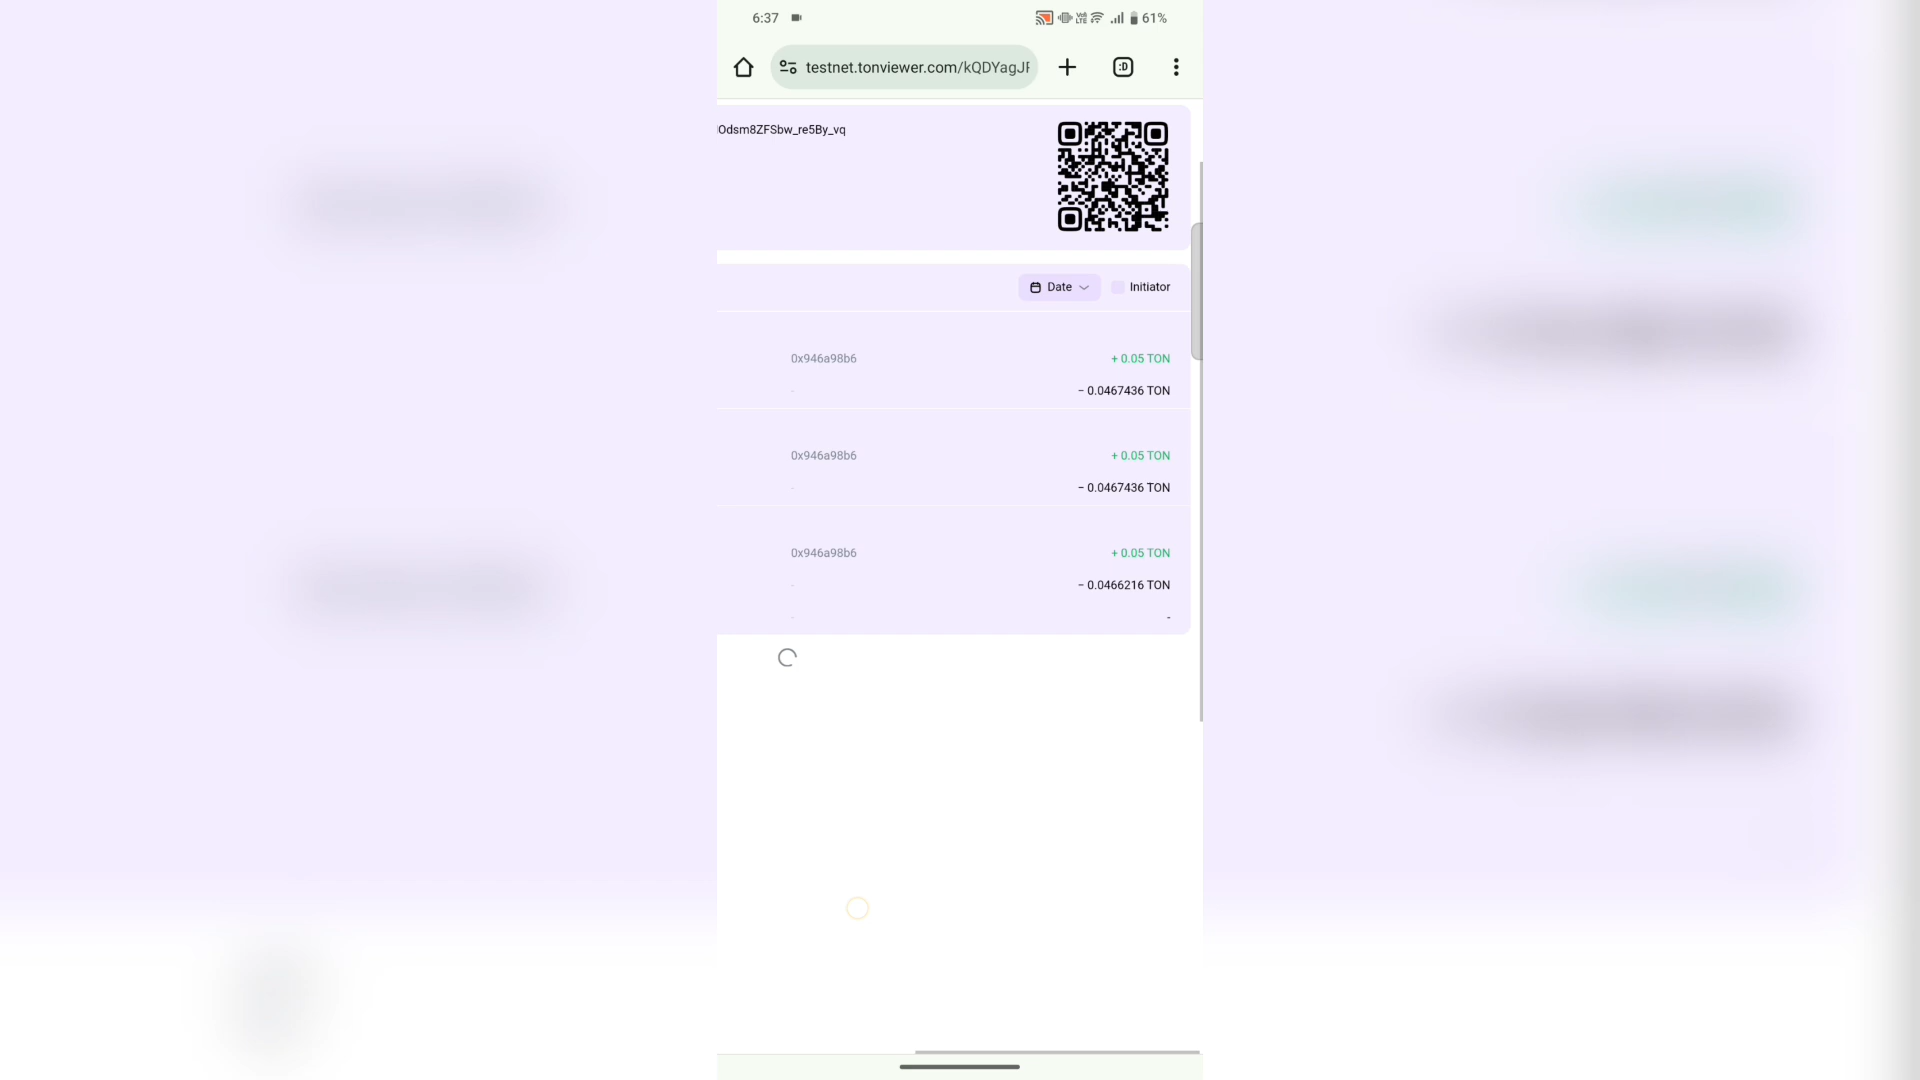 6:37
61%
testnet.tonviewer.com/kQDYagJF
:D
Odsm8ZFSbw_re5By_vq
Date
Initiator
0x946a98b6
+ 0.05 TON
-
− 0.0467436 TON
0x946a98b6
+ 0.05 TON
-
− 0.0467436 TON
0x946a98b6
+ 0.05 TON
-
− 0.0466216 TON
-
-